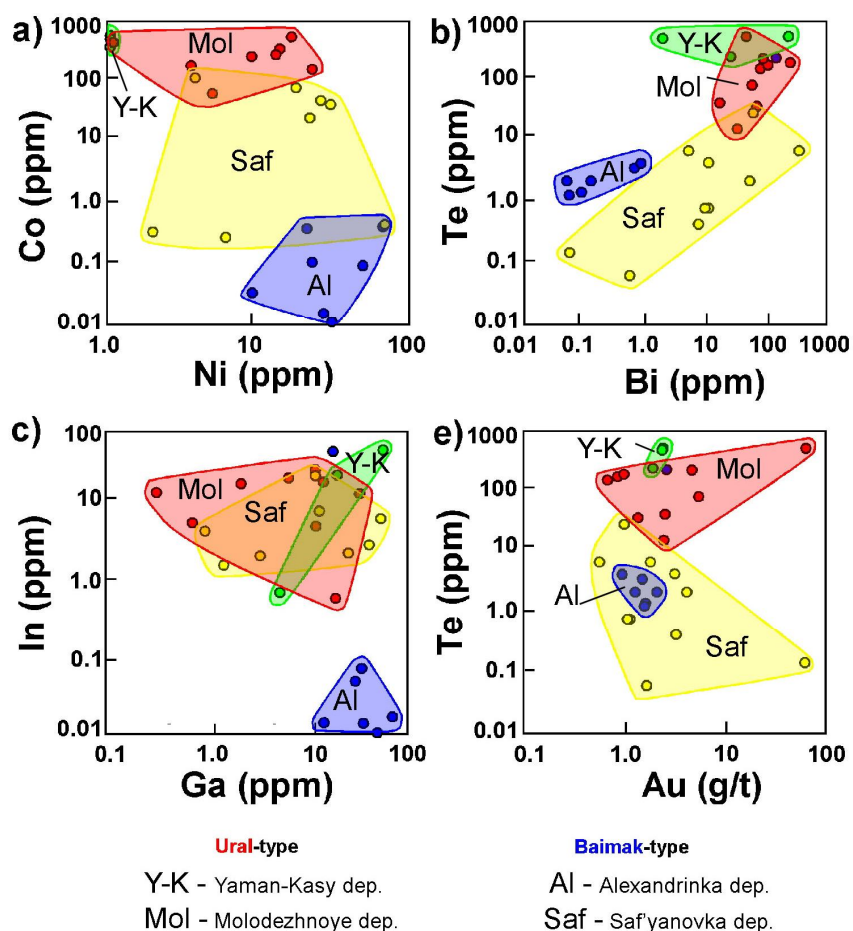 a)
1000
100
10
1.0
0.1
0.01
Co (ppm)
Mol
Y-K
Saf
Al
1.0
10
100
Ni (ppm)
b)
1000
100
10
1.0
0.1
0.01
Te (ppm)
Y-K
Mol
Al
Saf
0.1
1.0
10
100
1000
Bi (ppm)
c)
100
10
1.0
0.1
0.01
In (ppm)
Y-K
Mol
Saf
Al
0.1
1.0
10
100
Ga (ppm)
e)
1000
100
10
1.0
0.1
0.01
Te (ppm)
Y-K
Mol
Al
Saf
0.1
1.0
10
100
Au (g/t)
Ural-type
Y-K - Yaman-Kasy dep.
Mol - Molodezhnoye dep.
Baimak-type
Al - Alexandrinka dep.
Saf - Saf'yanovka dep.